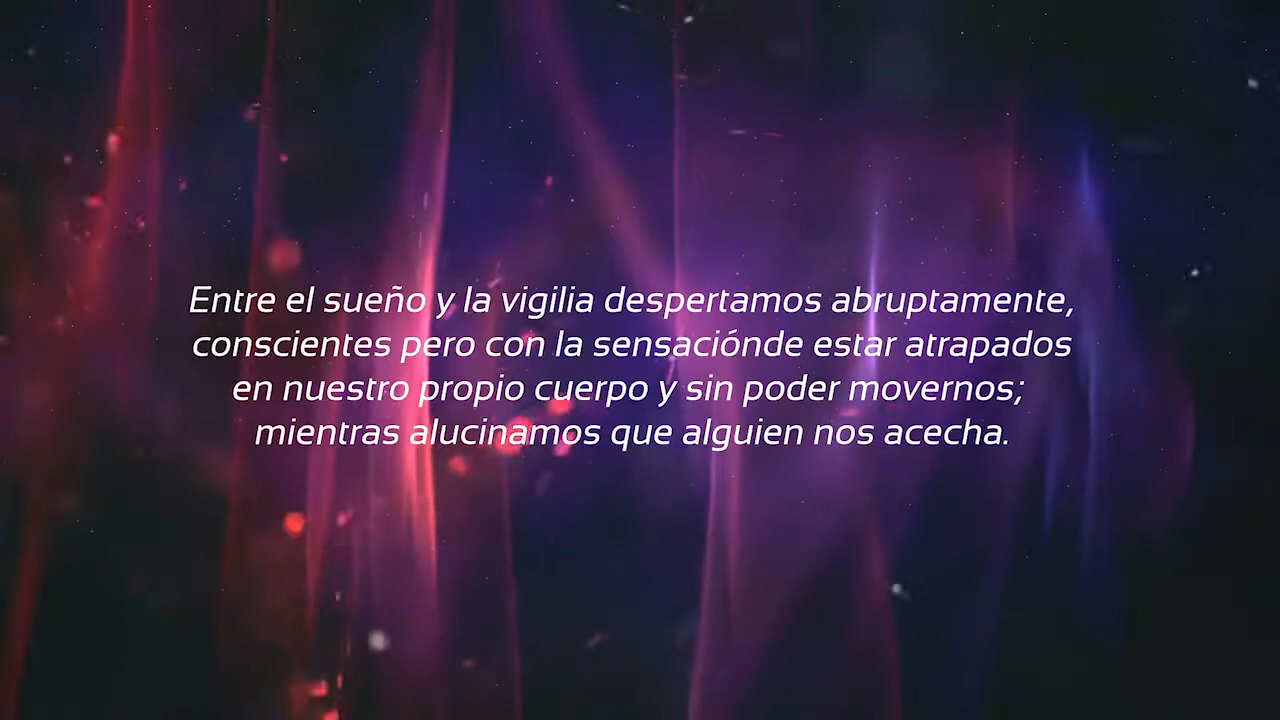 Entre el sueño y la vigilia despertamos abruptamente,
conscientes pero con la sensaciónde estar atrapados
en nuestro propio cuerpo y sin poder movernos;
mientras alucinamos que alguien nos acecha.